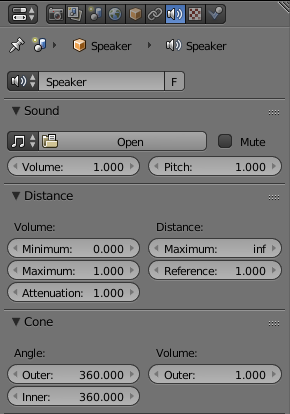 Speaker Speaker
Speaker F
Sound
Open Mute
Volume: 1.000 Pitch: 1.000
Distance
Volume: Distance:
Minimum: 0.000 Maximum: inf
Maximum: 1.000 Reference: 1.000
Attenuation: 1.000
Cone
Angle: Volume:
Outer: 360.000 Outer: 1.000
Inner: 360.000